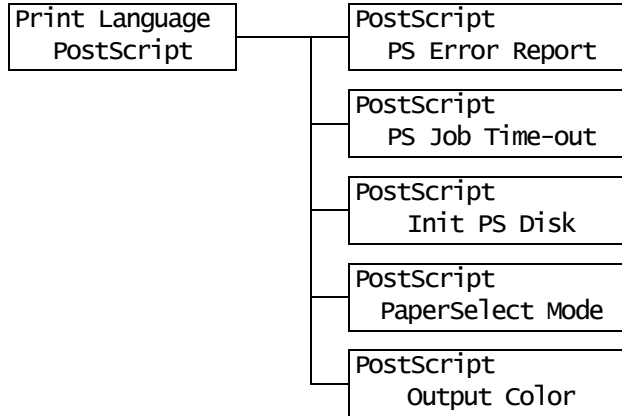 Print Language
PostScript
PostScript
PS Error Report
PostScript
PS Job Time-out
PostScript
Init PS Disk
PostScript
PaperSelect Mode
PostScript
Output Color